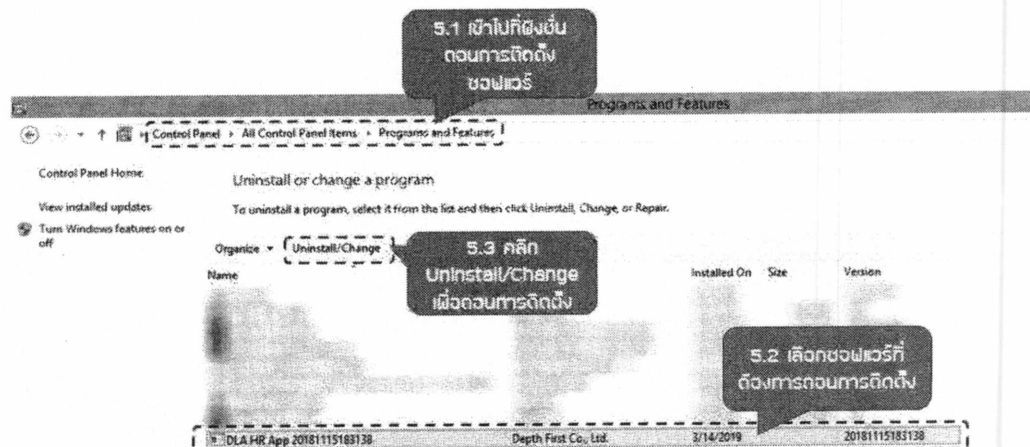 5.1 เข้าไปที่ฟังชั่น
ถอนการติดตั้ง
ซอฟแวร์
Programs and Features
Control Panel › All Control Panel Items › Programs and Features
Control Panel Home
Uninstall or change a program
View installed updates
To uninstall a program, select it from the list and then click Uninstall, Change, or Repair.
Turn Windows features on or
off
Organize Uninstall/Change
5.3 คลิก
Uninstall/Change
เพื่อถอนการติดตั้ง
Name Installed On Size Version
5.2 เลือกซอฟแวร์ที่
ต้องการถอนการติดตั้ง
DLA HR App 20181115183138 Depth First Co., Ltd. 3/14/2019 20181115183138